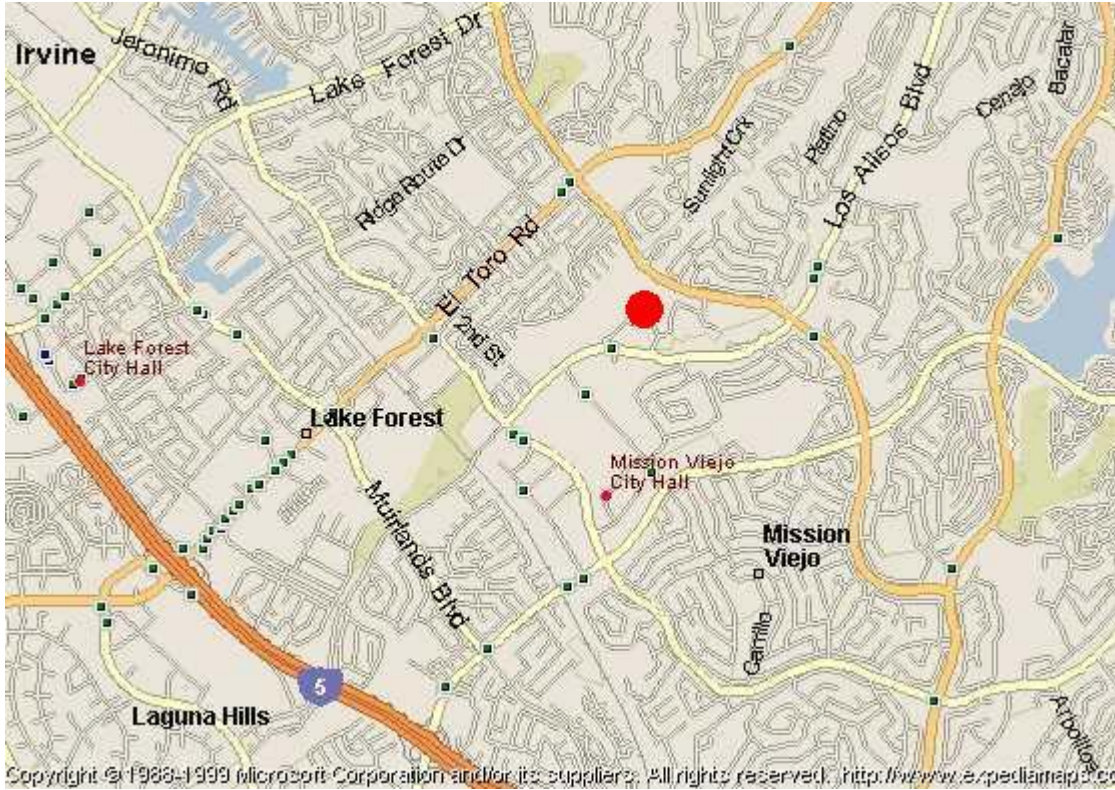 Irvine
Jeronimo Rd
Lake Forest Dr
Ridge Route Dr
El Toro Rd
2nd St
Sunlight Crk
Platino
Los Alisos Blvd
Cenajo
Bacalar
Lake Forest
City Hall
Lake Forest
Mission Viejo
City Hall
Mission
Viejo
Muirlands Blvd
Garrillo
5
Laguna Hills
Arbolitos
Copyright © 1988-1999 Microsoft Corporation and/or its suppliers. All rights reserved. http://www.expediamaps.co